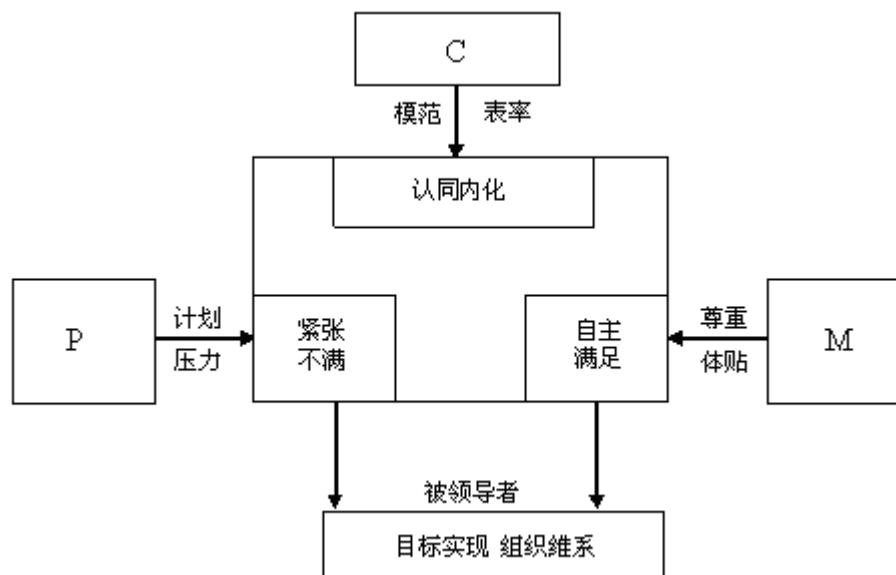 C
模范 表率
认同内化
P
计划
压力
紧张
不满
自主
满足
尊重
体贴
M
被领导者
目标实现 组织维系